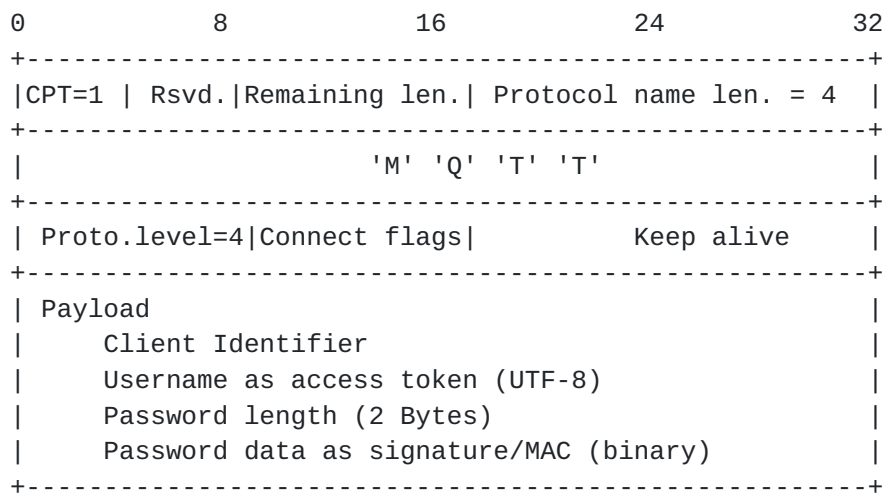 0 8 16 24 32
+------------------------------------------------------+
|CPT=1 | Rsvd.|Remaining len.| Protocol name len. = 4 |
+------------------------------------------------------+
| 'M' 'Q' 'T' 'T' |
+------------------------------------------------------+
| Proto.level=4|Connect flags| Keep alive |
+------------------------------------------------------+
| Payload |
| Client Identifier |
| Username as access token (UTF-8) |
| Password length (2 Bytes) |
| Password data as signature/MAC (binary) |
+------------------------------------------------------+